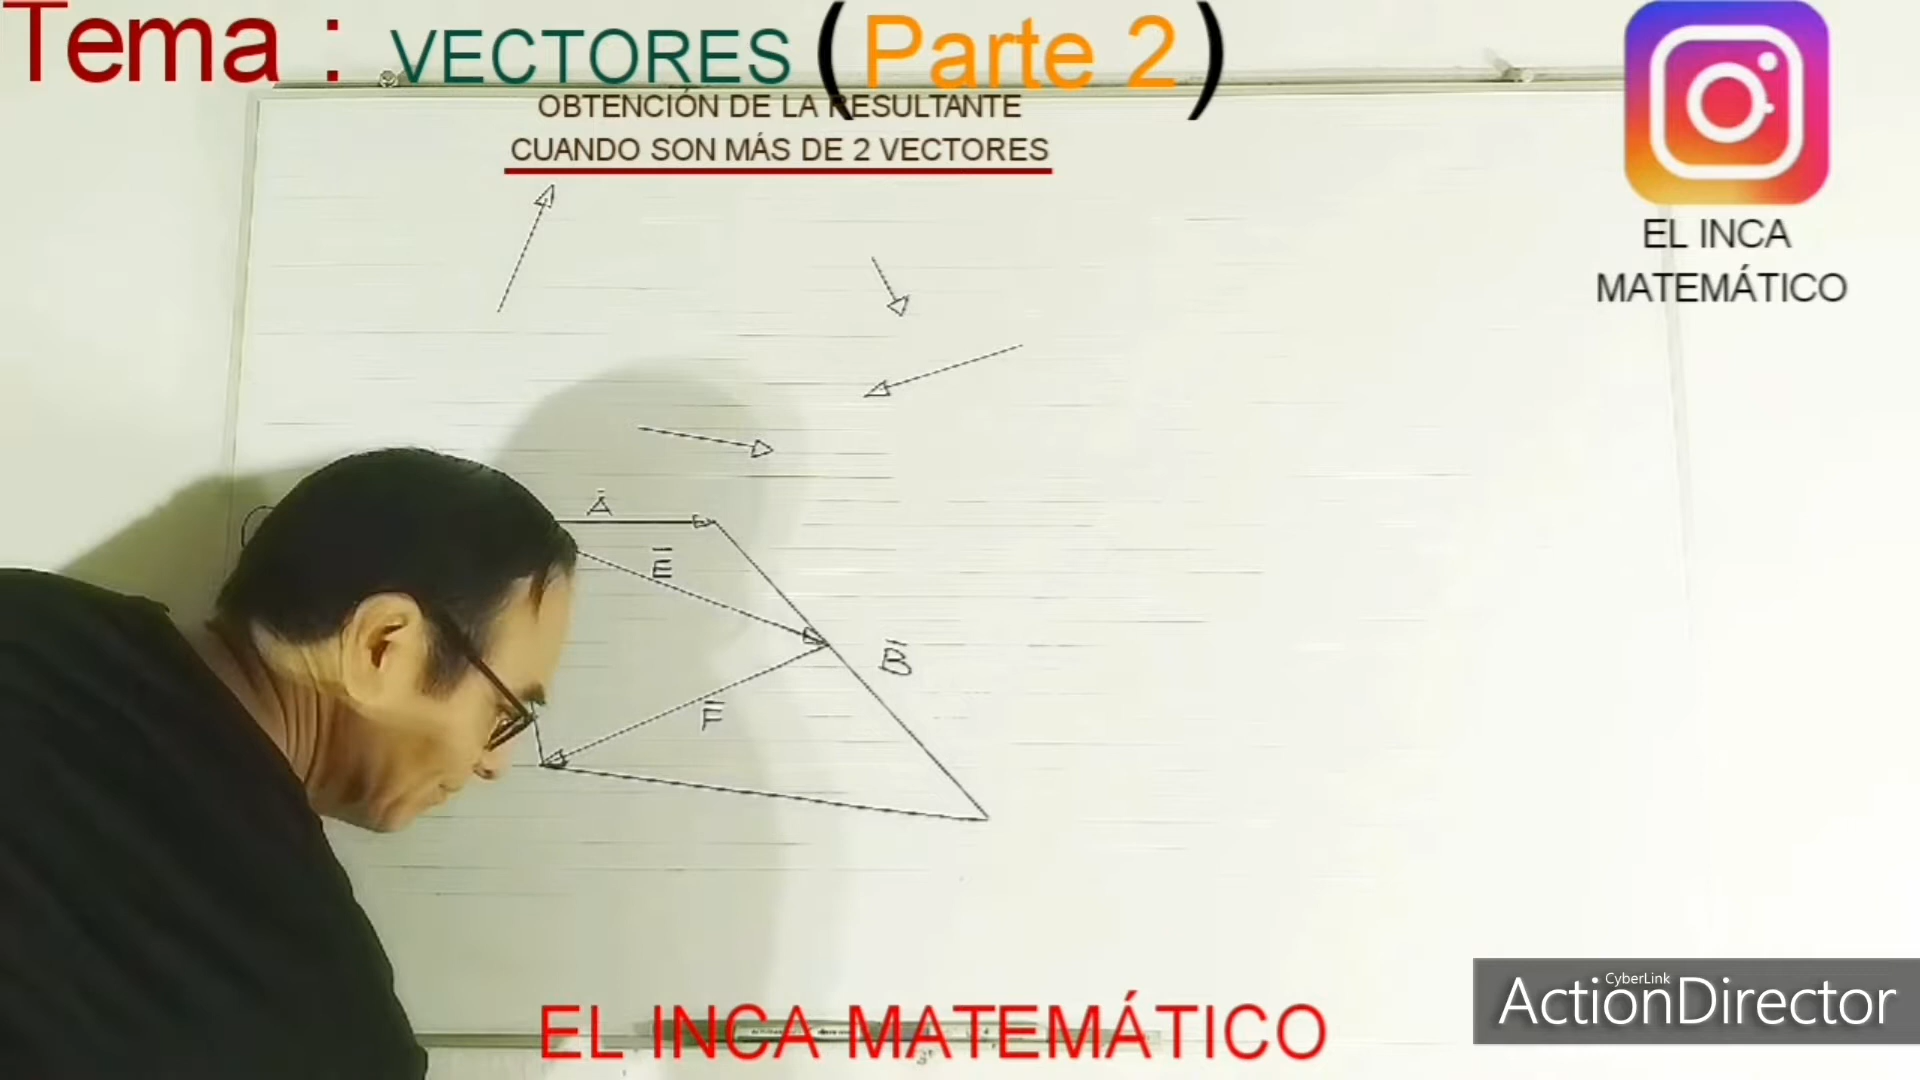 Tema : VECTORES (Parte 2)
OBTENCIÓN DE LA RESULTANTE
CUANDO SON MÁS DE 2 VECTORES
EL INCA
MATEMÁTICO
A
E
B
F
CyberLink
ActionDirector
EL INCA MATEMÁTICO